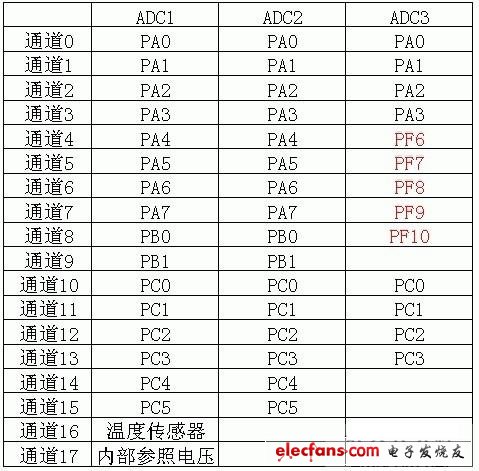 ADC1 ADC2 ADC3
通道0 PA0 PA0 PA0
通道1 PA1 PA1 PA1
通道2 PA2 PA2 PA2
通道3 PA3 PA3 PA3
通道4 PA4 PA4 PF6
通道5 PA5 PA5 PF7
通道6 PA6 PA6 PF8
通道7 PA7 PA7 PF9
通道8 PB0 PB0 PF10
通道9 PB1 PB1
通道10 PC0 PC0 PC0
通道11 PC1 PC1 PC1
通道12 PC2 PC2 PC2
通道13 PC3 PC3 PC3
通道14 PC4 PC4
通道15 PC5 PC5
通道16 温度传感器
通道17 内部参照电压
elecfans.com 电子发烧友